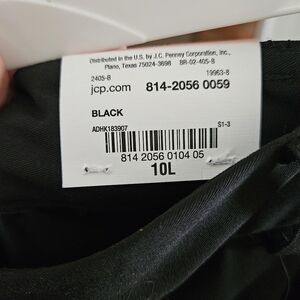 Distributed in the U.S. by J.C. Penney Corporation, Inc.,
Plano, Texas 75024-3698 BR-02-405-B
2405-B 19963-8
jcp.com 814-2056 0059
BLACK
ADHK183907
S1-3
814 2056 0104 05
10L